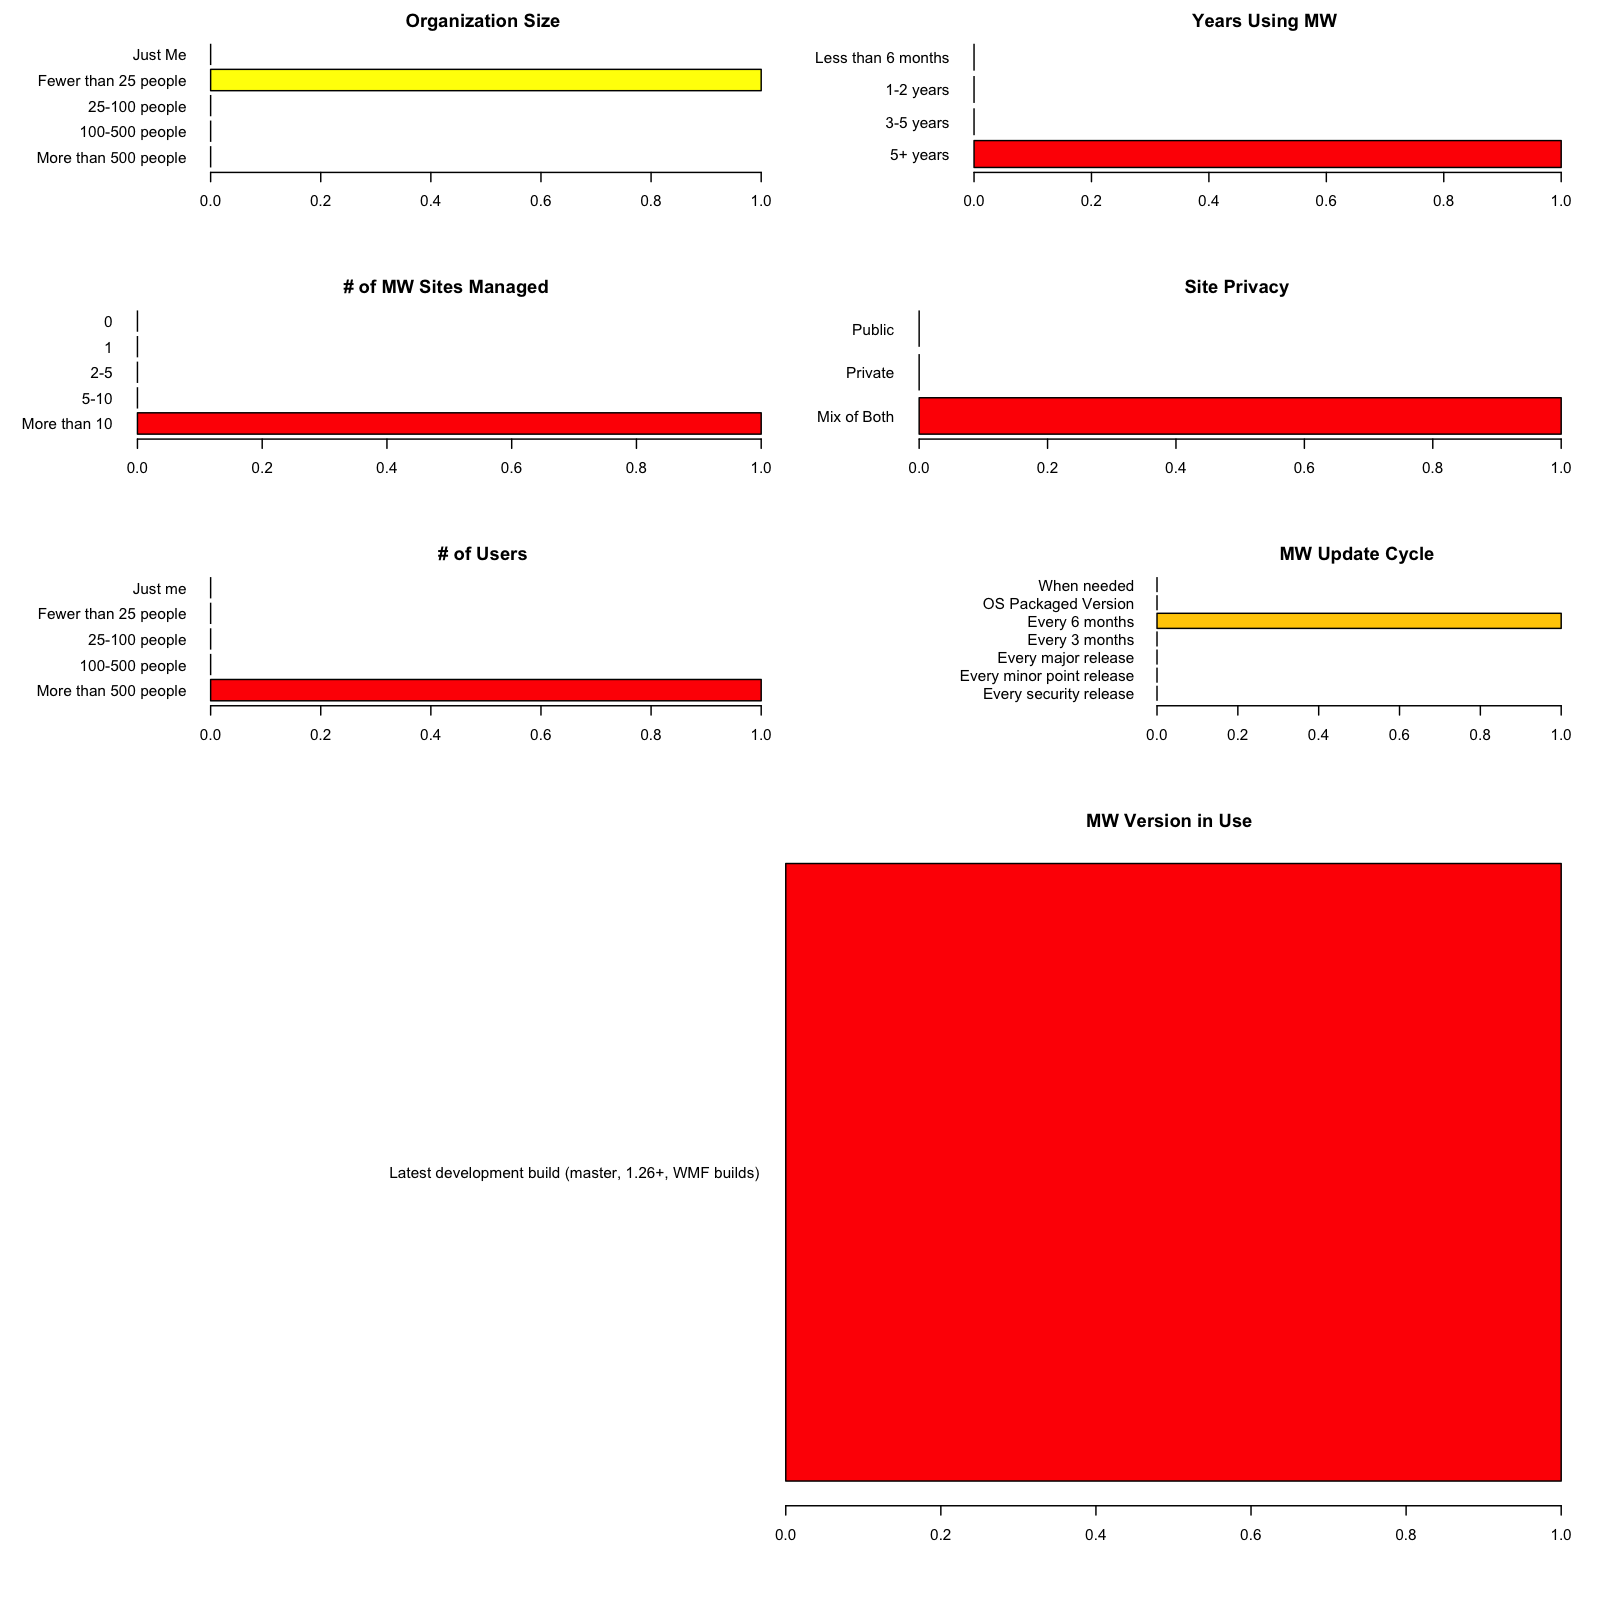 Organization Size
Just Me
Fewer than 25 people
25-100 people
100-500 people
More than 500 people
0.0 0.2 0.4 0.6 0.8 1.0
Years Using MW
Less than 6 months
1-2 years
3-5 years
5+ years
0.0 0.2 0.4 0.6 0.8 1.0
# of MW Sites Managed
0
1
2-5
5-10
More than 10
0.0 0.2 0.4 0.6 0.8 1.0
Site Privacy
Public
Private
Mix of Both
0.0 0.2 0.4 0.6 0.8 1.0
# of Users
Just me
Fewer than 25 people
25-100 people
100-500 people
More than 500 people
0.0 0.2 0.4 0.6 0.8 1.0
MW Update Cycle
When needed
OS Packaged Version
Every 6 months
Every 3 months
Every major release
Every minor point release
Every security release
0.0 0.2 0.4 0.6 0.8 1.0
MW Version in Use
Latest development build (master, 1.26+, WMF builds)
0.0 0.2 0.4 0.6 0.8 1.0